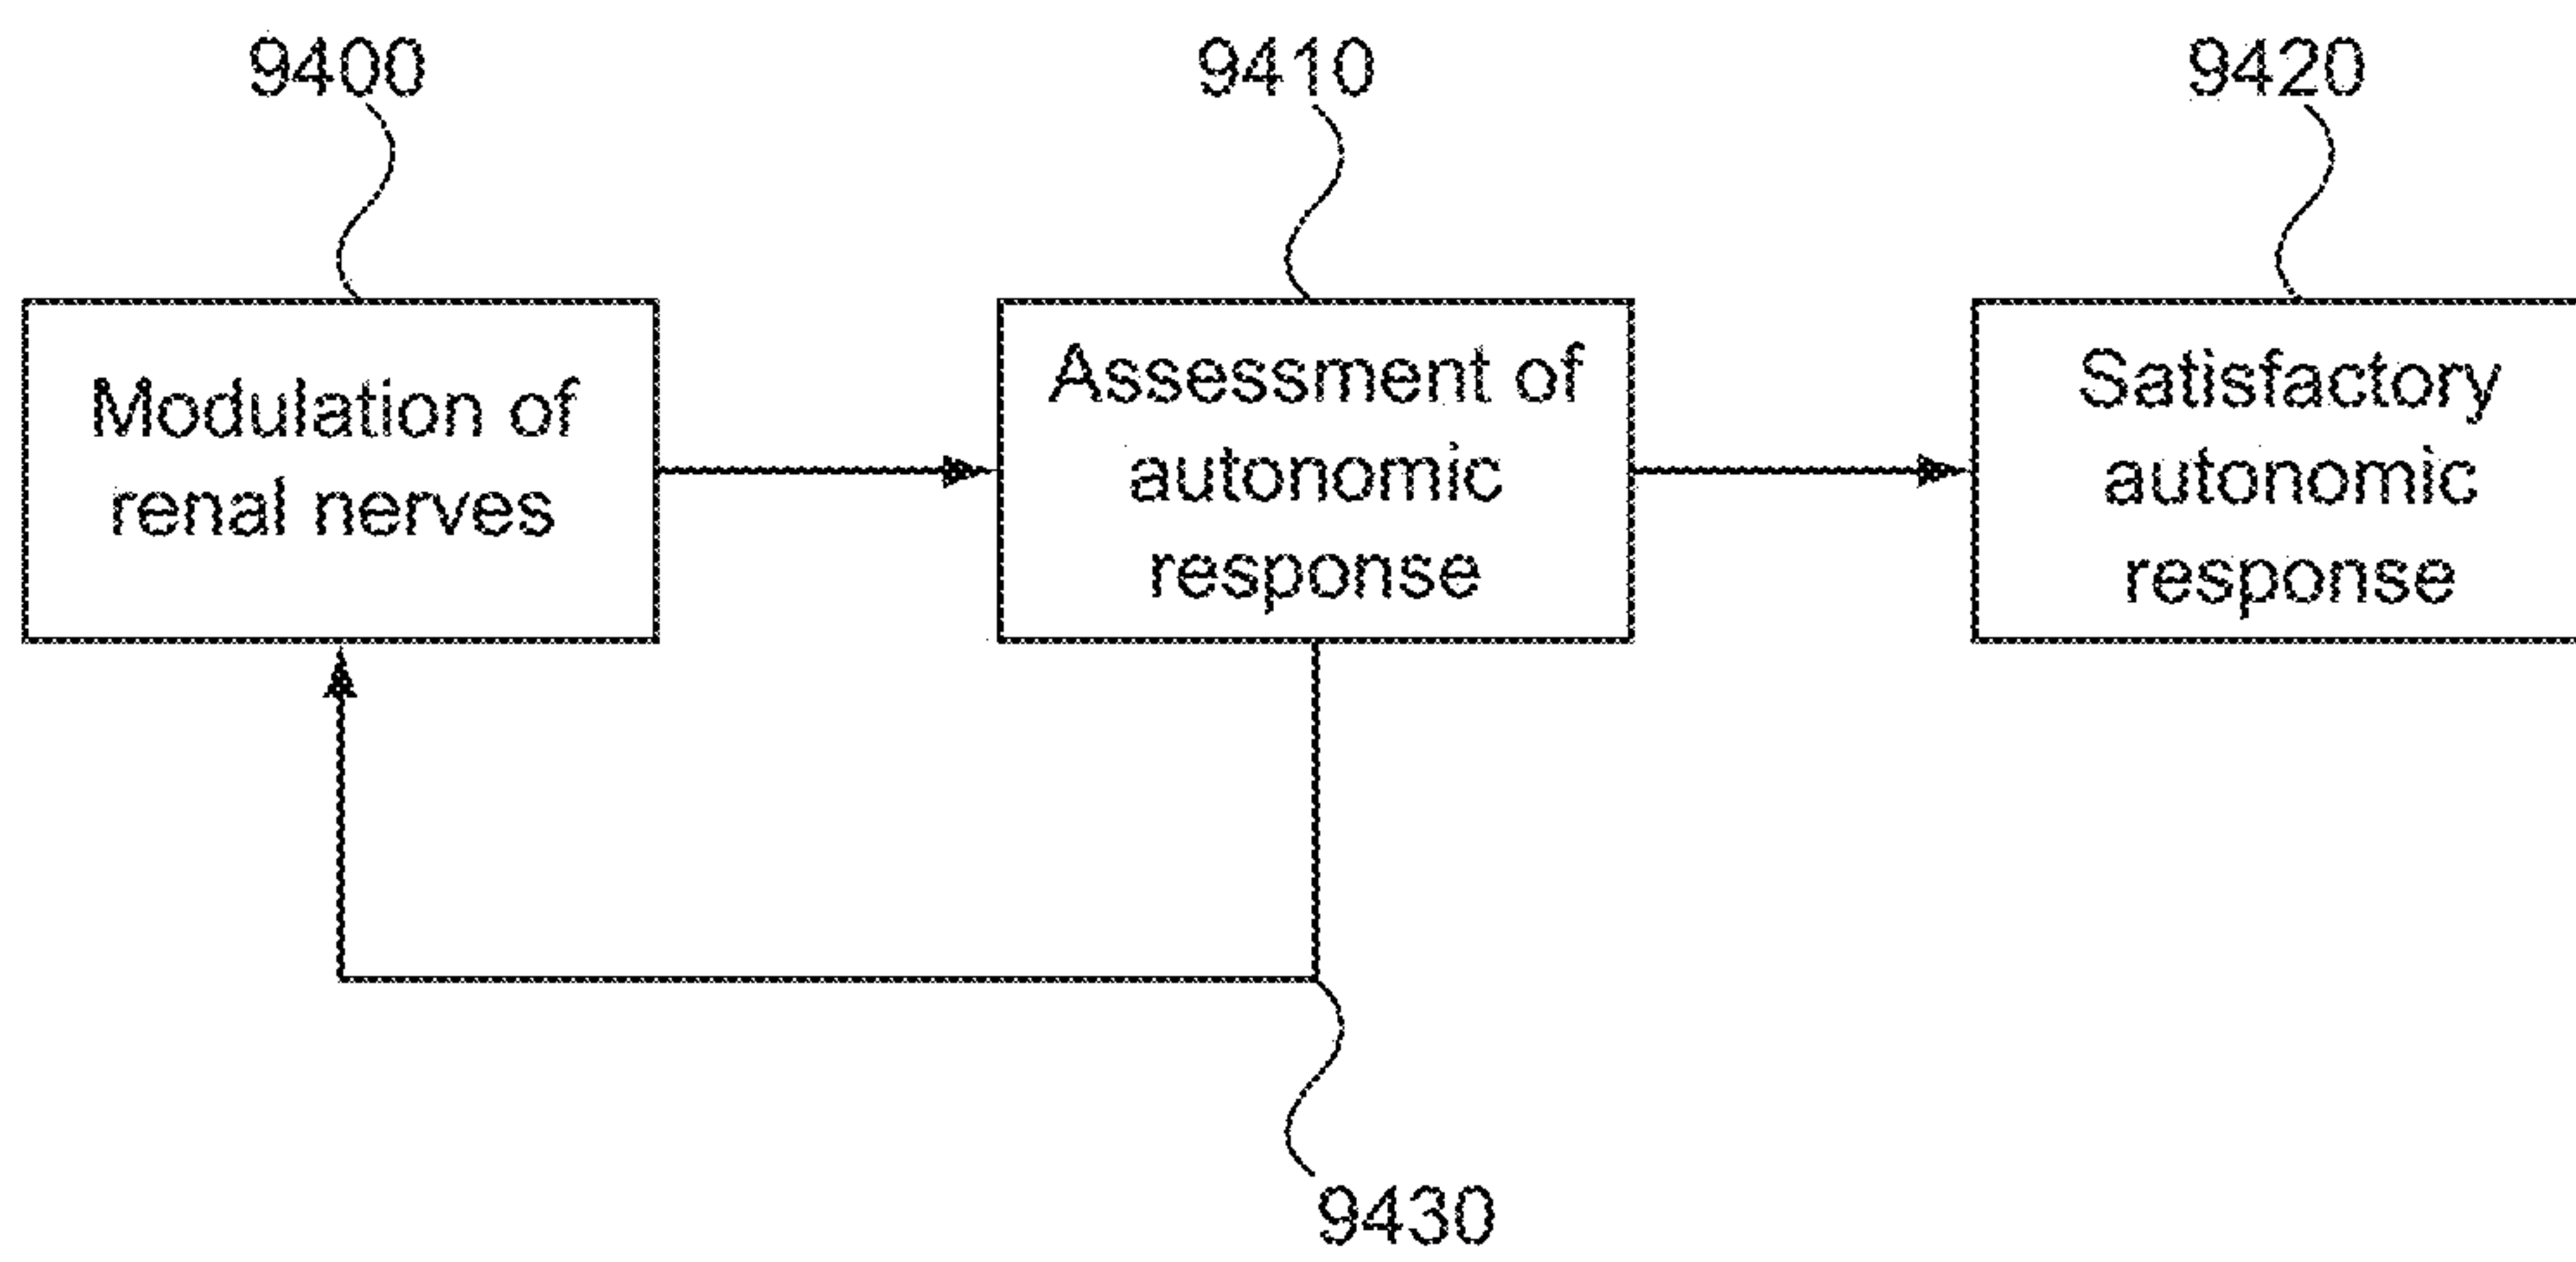 9400
9410
9420
Modulation of
renal nerves
Assessment of
autonomic
response
Satisfactory
autonomic
response
9430